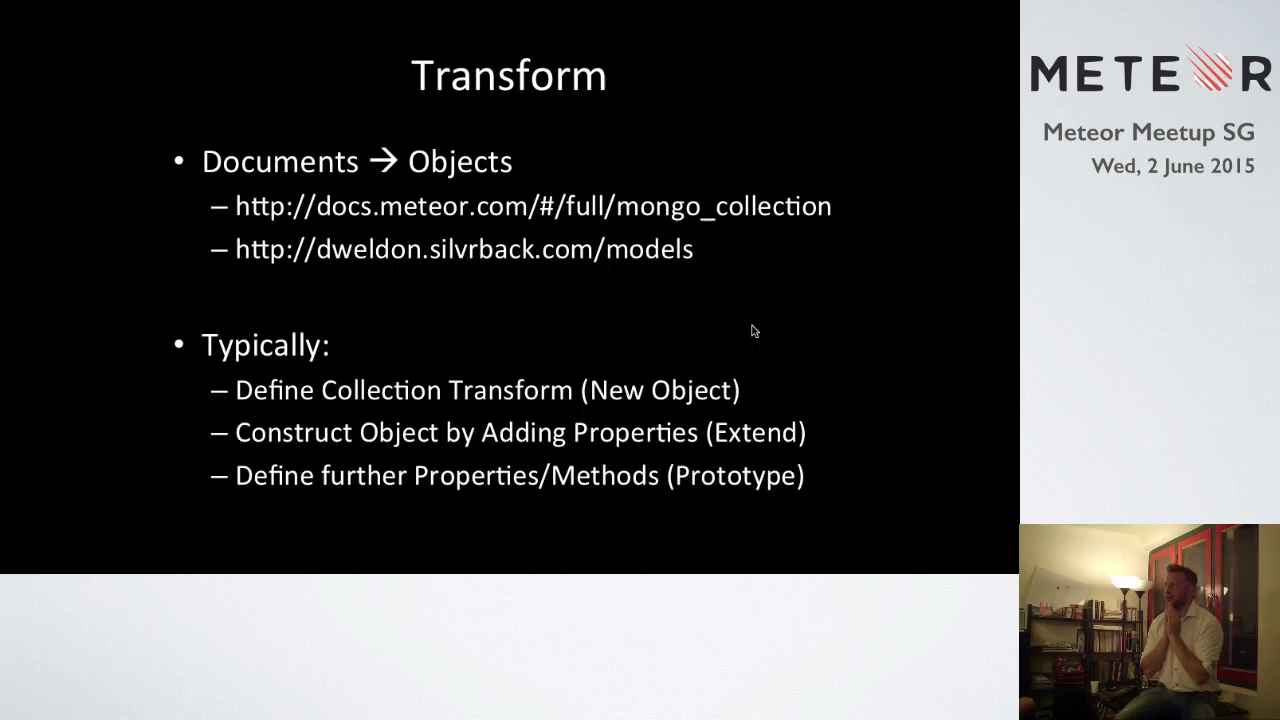 Transform
• Documents → Objects
– http://docs.meteor.com/#/full/mongo_collection
– http://dweldon.silvrback.com/models
• Typically:
– Define Collection Transform (New Object)
– Construct Object by Adding Properties (Extend)
– Define further Properties/Methods (Prototype)
METEOR
Meteor Meetup SG
Wed, 2 June 2015